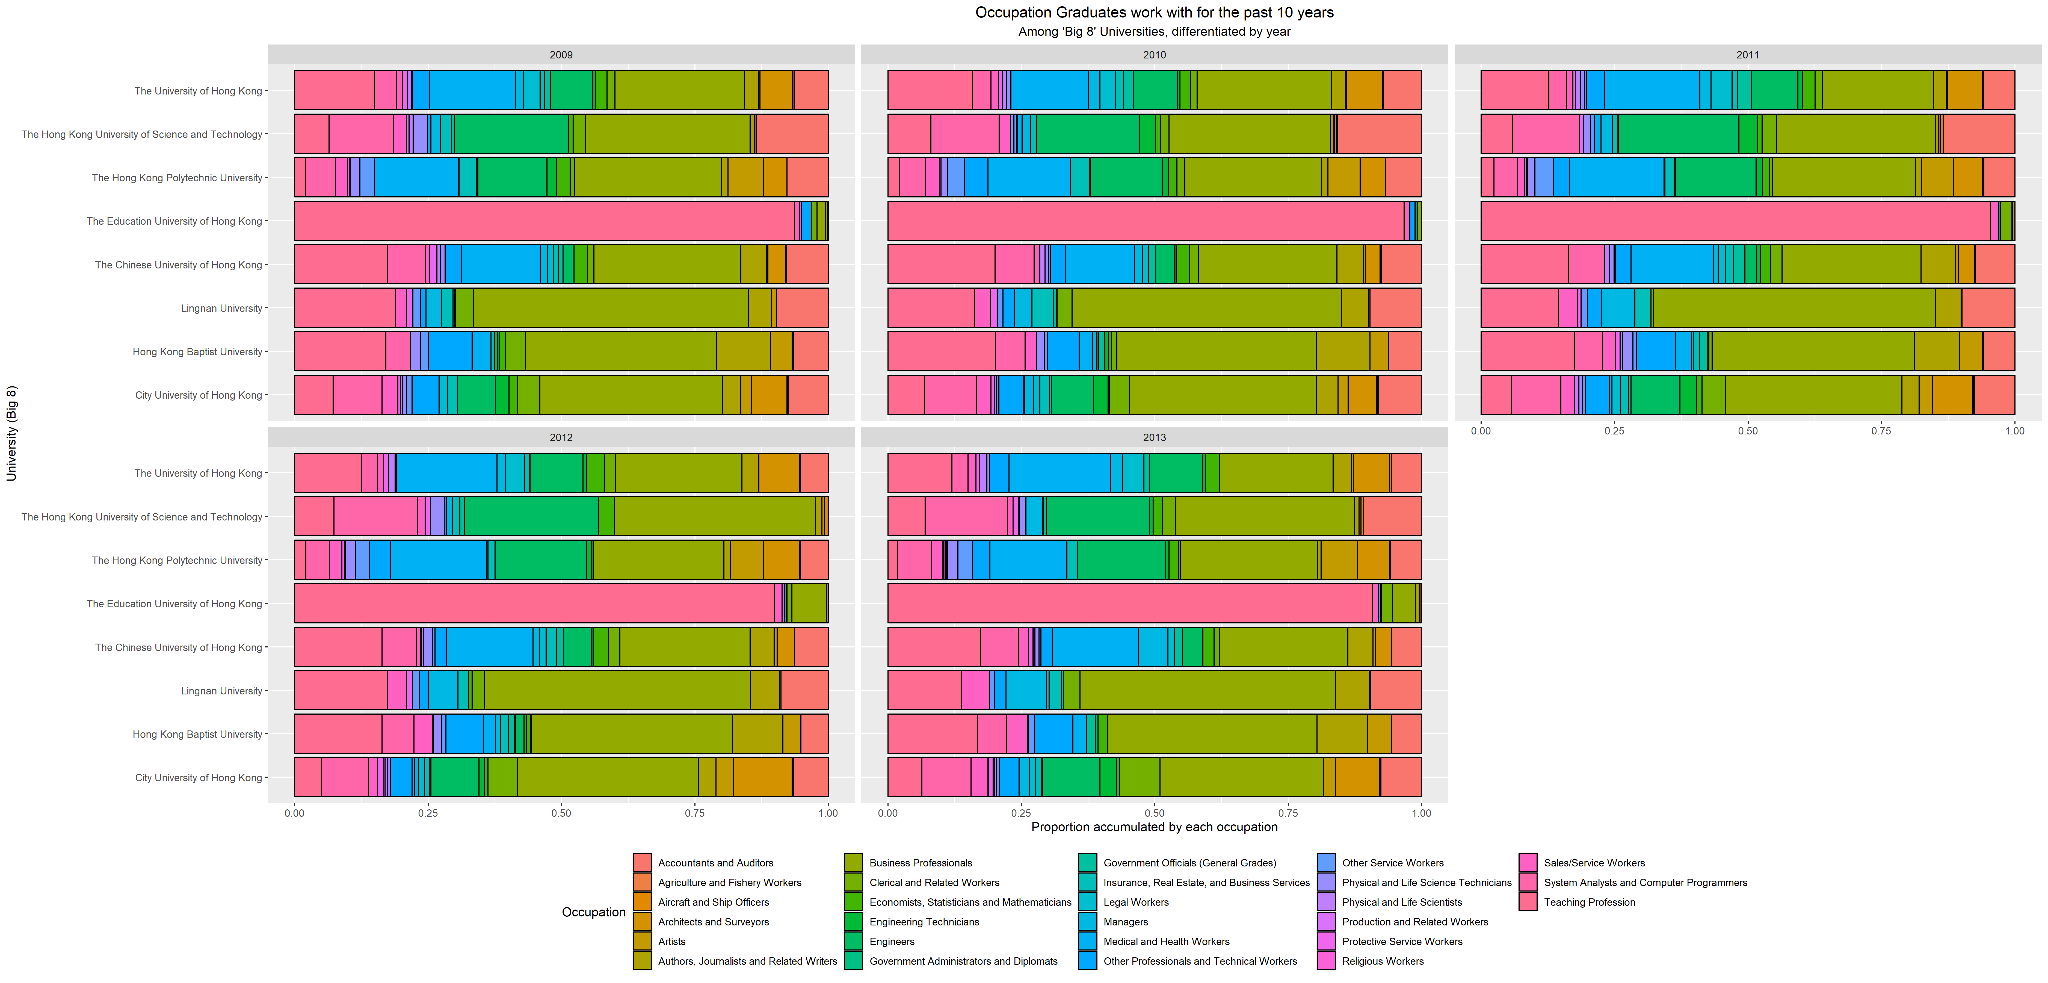 Occupation Graduates work with for the past 10 years
Among 'Big 8' Universities, differentiated by year
2009
2010
2011
The University of Hong Kong
The Hong Kong University of Science and Technology
The Hong Kong Polytechnic University
The Education University of Hong Kong
The Chinese University of Hong Kong
Lingnan University
Hong Kong Baptist University
City University of Hong Kong
0.00 0.25 0.50 0.75 1.00
University (Big 8)
2012
2013
The University of Hong Kong
The Hong Kong University of Science and Technology
The Hong Kong Polytechnic University
The Education University of Hong Kong
The Chinese University of Hong Kong
Lingnan University
Hong Kong Baptist University
City University of Hong Kong
0.00 0.25 0.50 0.75 1.00
0.00 0.25 0.50 0.75 1.00
Proportion accumulated by each occupation
Occupation
Accountants and Auditors
Agriculture and Fishery Workers
Aircraft and Ship Officers
Architects and Surveyors
Artists
Authors, Journalists and Related Writers
Business Professionals
Clerical and Related Workers
Economists, Statisticians and Mathematicians
Engineering Technicians
Engineers
Government Administrators and Diplomats
Government Officials (General Grades)
Insurance, Real Estate, and Business Services
Legal Workers
Managers
Medical and Health Workers
Other Professionals and Technical Workers
Other Service Workers
Physical and Life Science Technicians
Physical and Life Scientists
Production and Related Workers
Protective Service Workers
Religious Workers
Sales/Service Workers
System Analysts and Computer Programmers
Teaching Profession